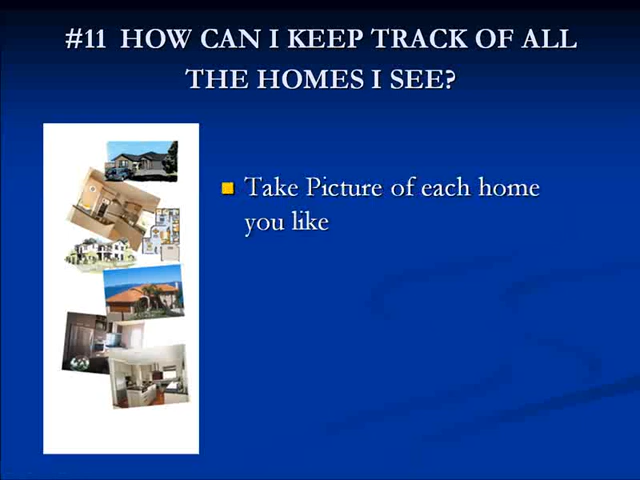 #11 HOW CAN I KEEP TRACK OF ALL
THE HOMES I SEE?
Take Picture of each home
you like